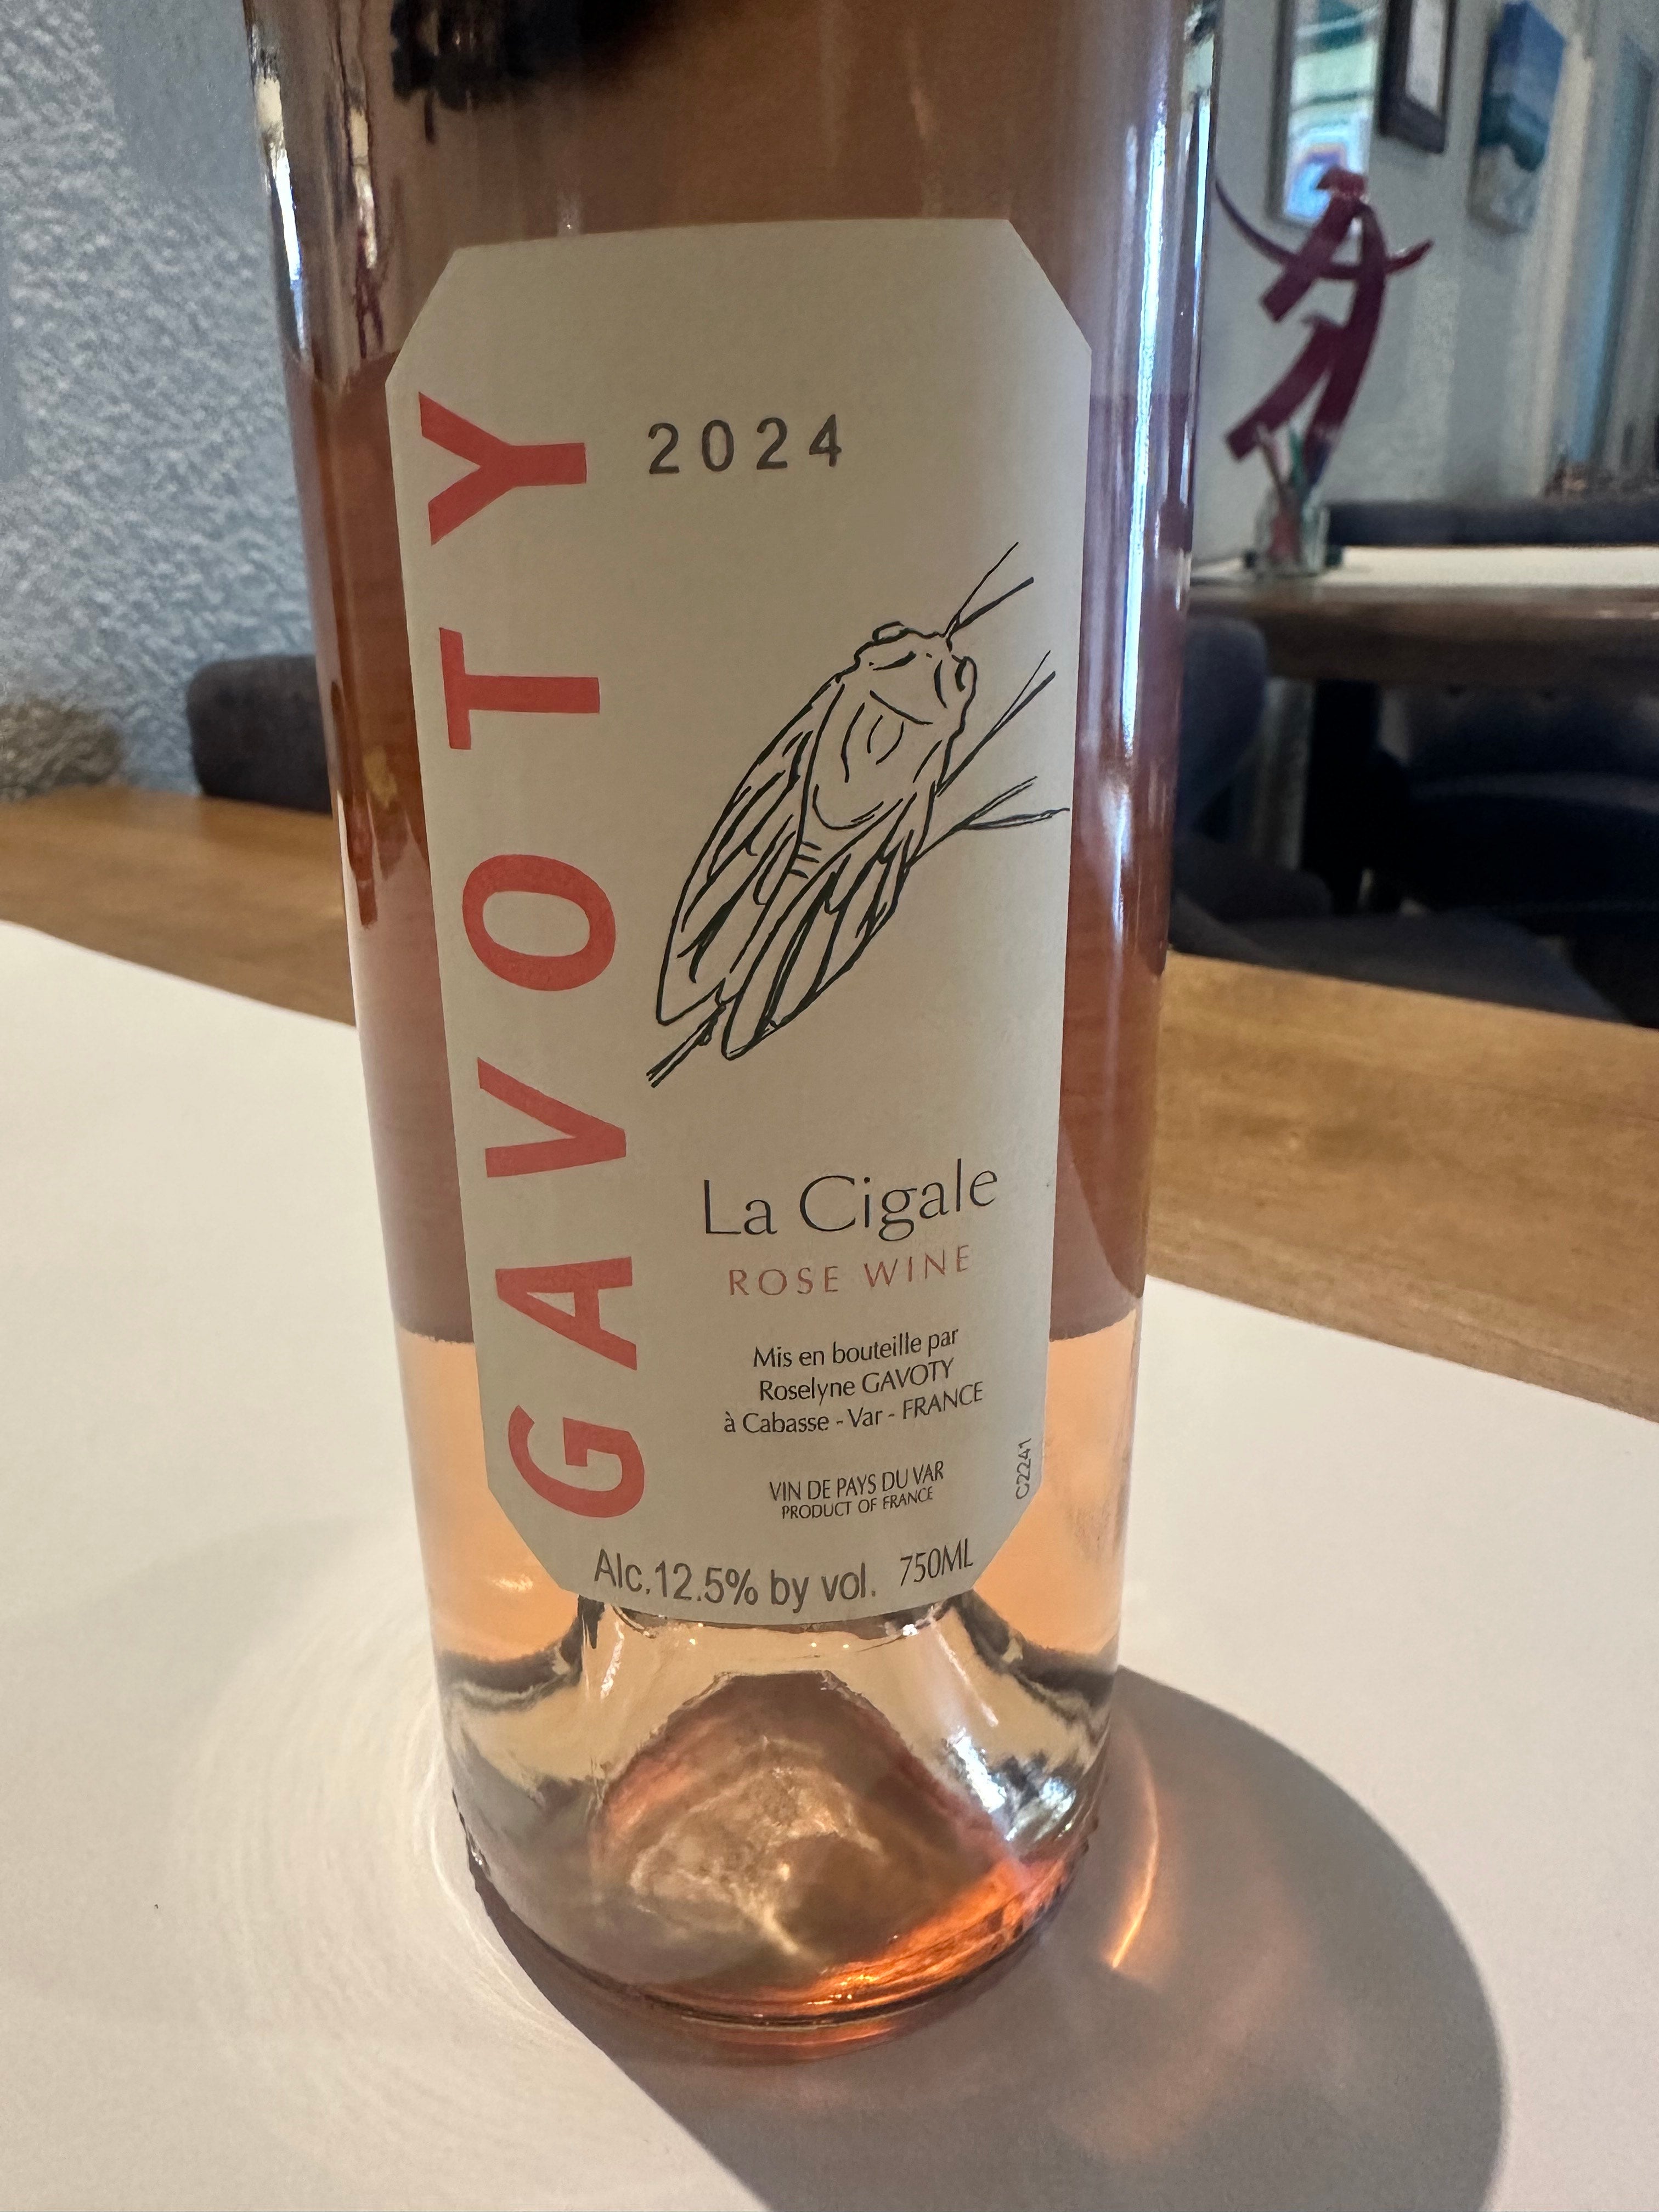 GAVOTY
2024
La Cigale
ROSE WINE
Mis en bouteille par
Roselyne GAVOTY
à Cabasse - Var - FRANCE
VIN DE PAYS DU VAR
PRODUCT OF FRANCE
C2241
Alc.12.5% by vol. 750ML